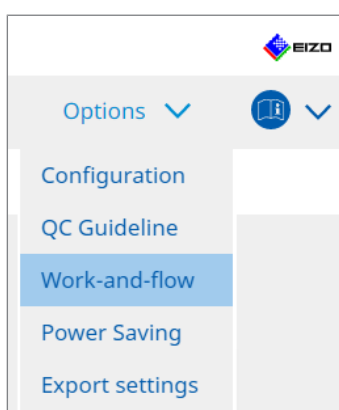 EIZO
Options
Configuration
QC Guideline
Work-and-flow
Power Saving
Export settings